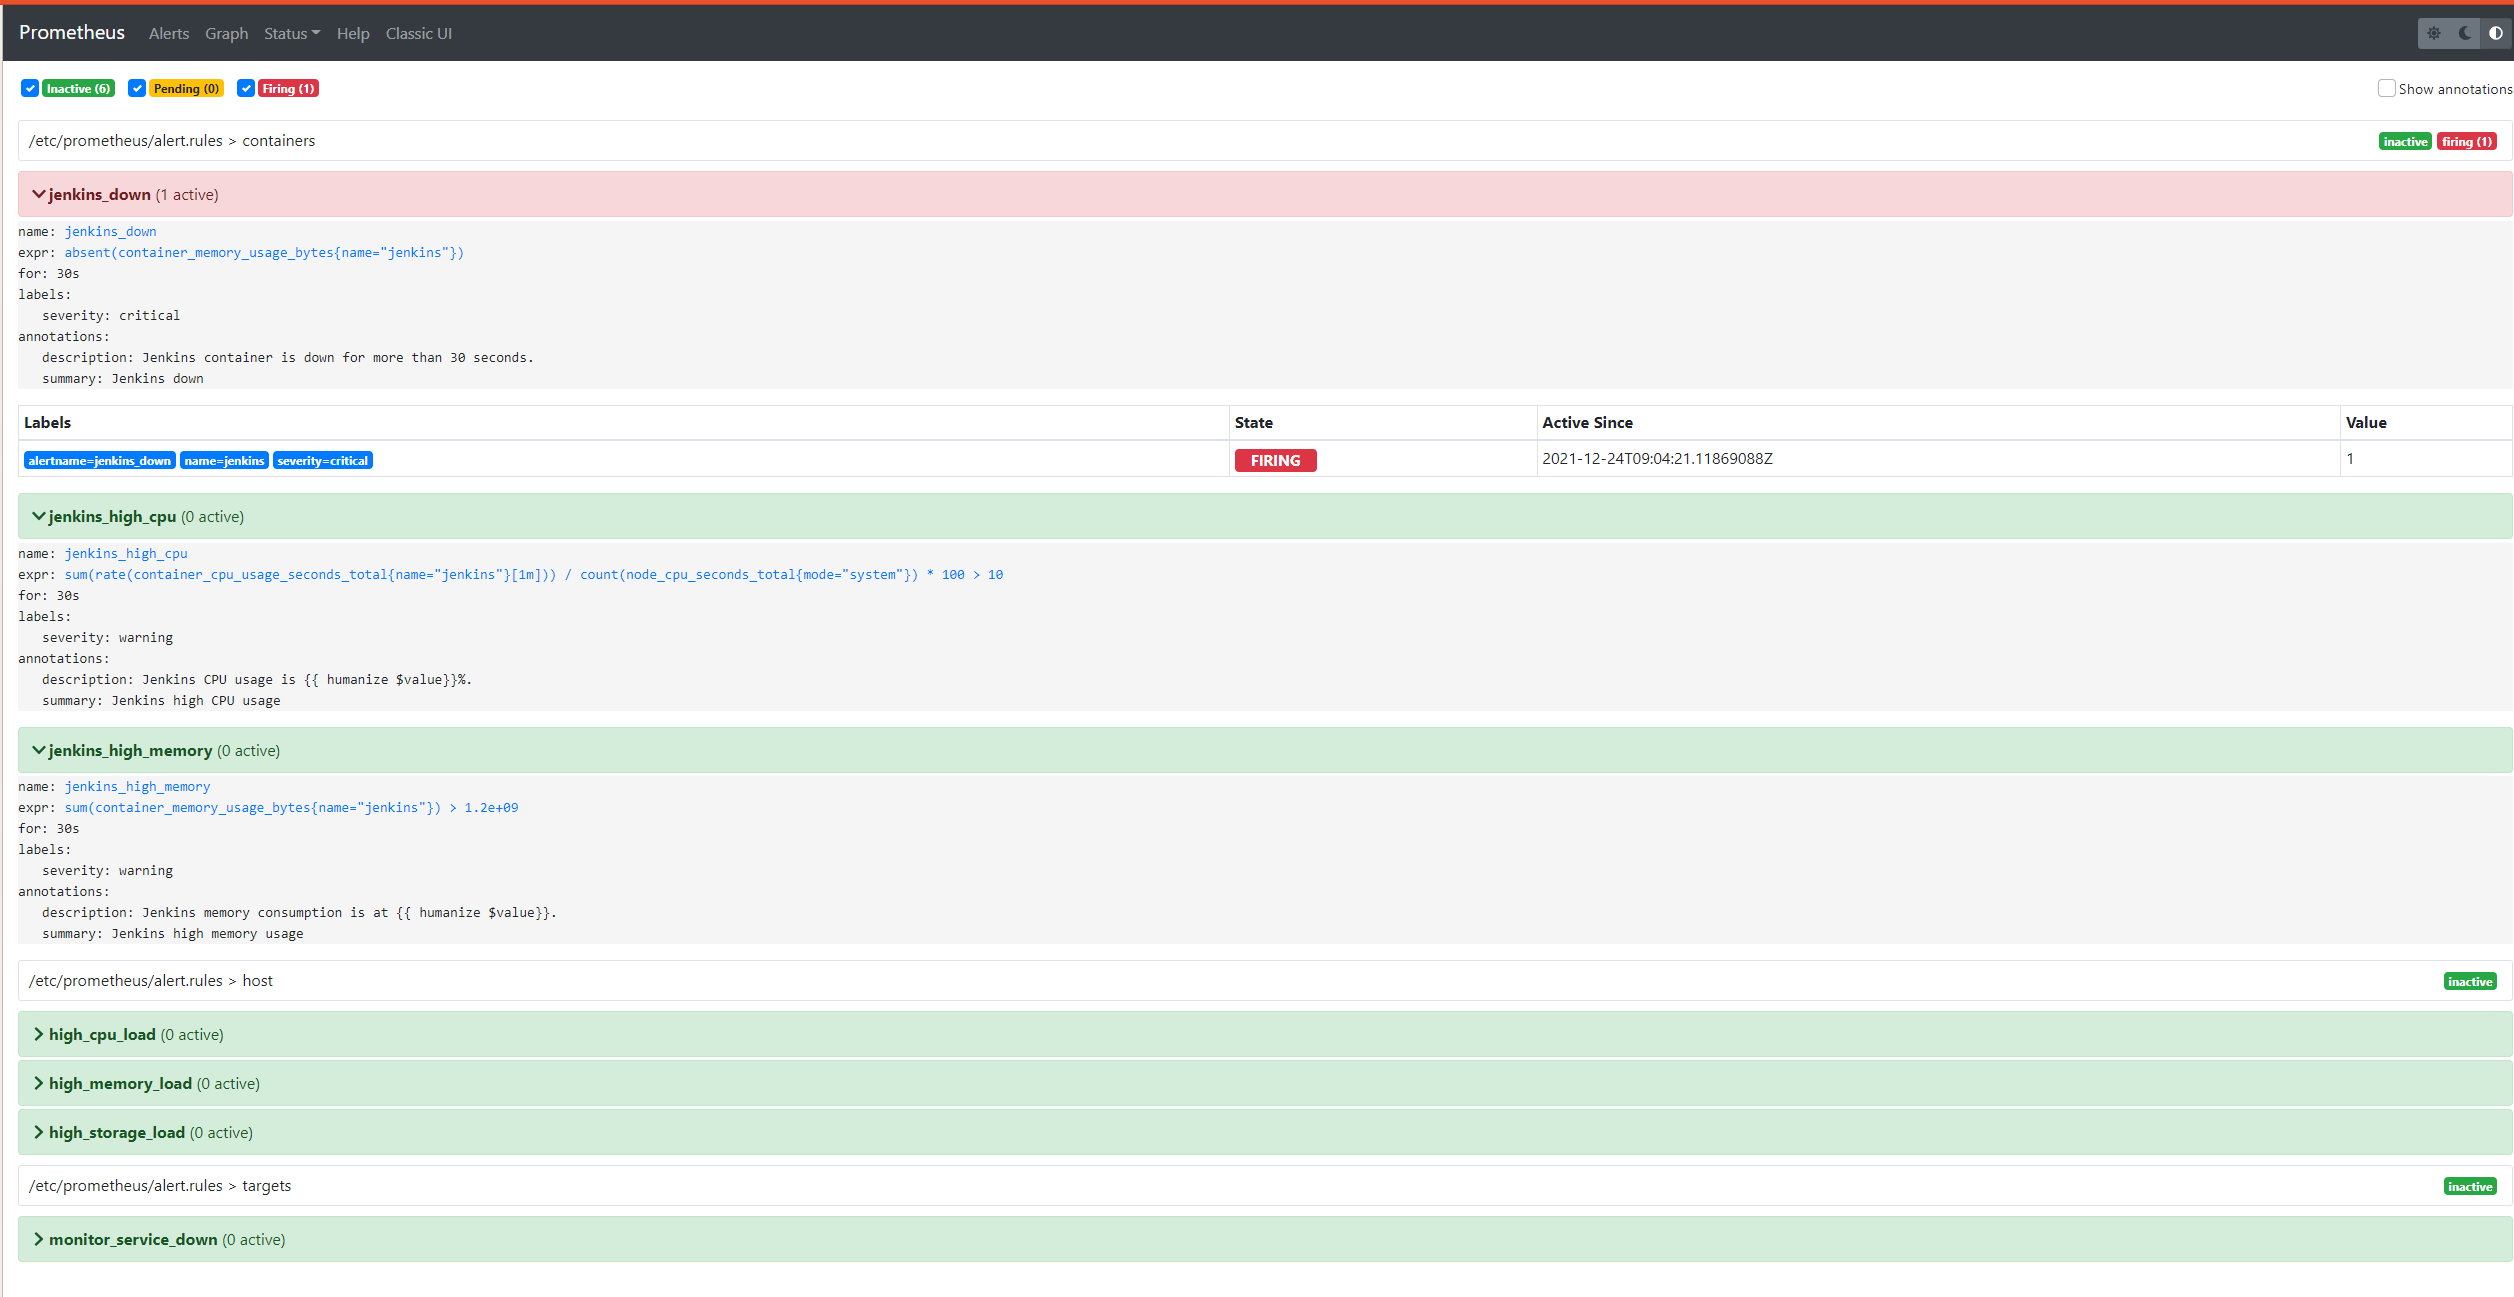 Prometheus Alerts Graph Status Help Classic UI
Inactive (6) Pending (0) Firing (1) Show annotations
/etc/prometheus/alert.rules > containers inactive firing (1)
jenkins_down (1 active)
name: jenkins_down
expr: absent(container_memory_usage_bytes{name="jenkins"})
for: 30s
labels:
severity: critical
annotations:
description: Jenkins container is down for more than 30 seconds.
summary: Jenkins down
Labels State Active Since Value
alertname=jenkins_down name=jenkins severity=critical FIRING 2021-12-24T09:04:21.11869088Z 1
jenkins_high_cpu (0 active)
name: jenkins_high_cpu
expr: sum(rate(container_cpu_usage_seconds_total{name="jenkins"}[1m])) / count(node_cpu_seconds_total{mode="system"}) * 100 > 10
for: 30s
labels:
severity: warning
annotations:
description: Jenkins CPU usage is {{ humanize $value}}%.
summary: Jenkins high CPU usage
jenkins_high_memory (0 active)
name: jenkins_high_memory
expr: sum(container_memory_usage_bytes{name="jenkins"}) > 1.2e+09
for: 30s
labels:
severity: warning
annotations:
description: Jenkins memory consumption is at {{ humanize $value}}.
summary: Jenkins high memory usage
/etc/prometheus/alert.rules > host inactive
high_cpu_load (0 active)
high_memory_load (0 active)
high_storage_load (0 active)
/etc/prometheus/alert.rules > targets inactive
monitor_service_down (0 active)